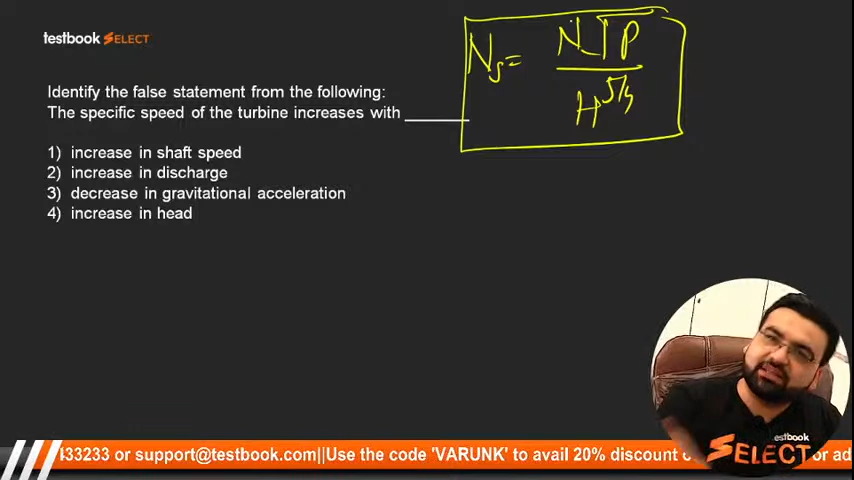 testbook SELECT
Ns = N√P / H^5/4
Identify the false statement from the following:
The specific speed of the turbine increases with ________
1) increase in shaft speed
2) increase in discharge
3) decrease in gravitational acceleration
4) increase in head
testbook
SELECT
433233 or support@testbook.com||Use the code 'VARUNK' to avail 20% discount or ad